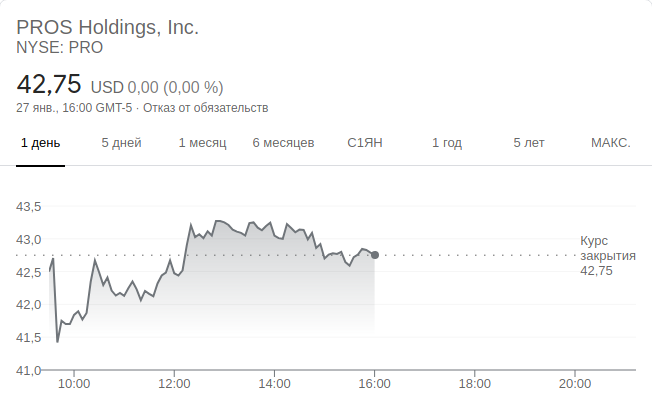 PROS Holdings, Inc.
NYSE: PRO
42,75 USD 0,00 (0,00 %)
27 янв., 16:00 GMT-5 · Отказ от обязательств
1 день 5 дней 1 месяц 6 месяцев С1ЯН 1 год 5 лет МАКС.
43,5
43,0
42,5
42,0
41,5
41,0
Курс
закрытия
42,75
10:00 12:00 14:00 16:00 18:00 20:00